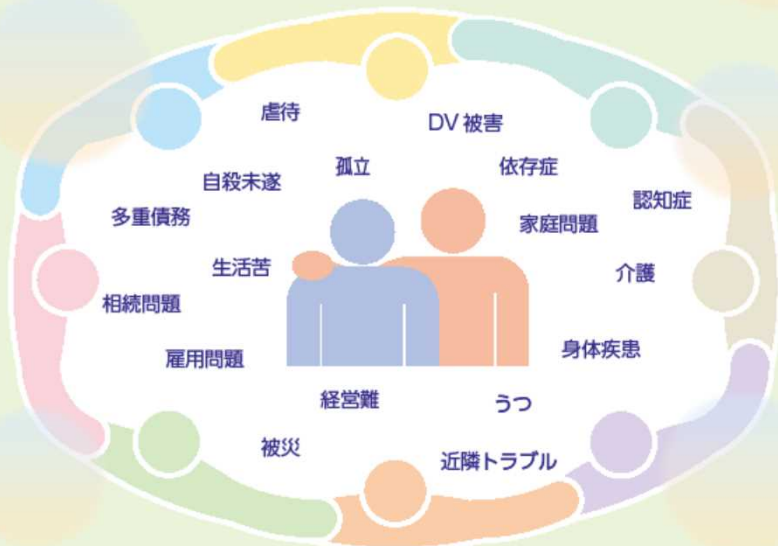 虐待
DV 被害
孤立
依存症
自殺未遂
認知症
多重債務
家庭問題
生活苦
介護
相続問題
身体疾患
雇用問題
経営難
うつ
被災
近隣トラブル